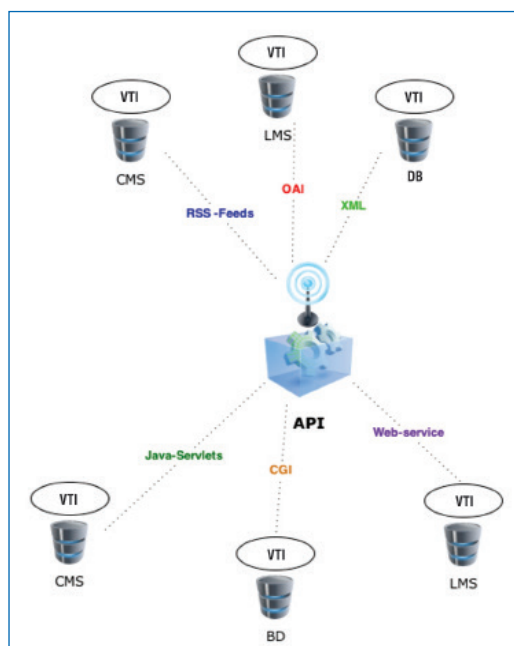 VTI
LMS
VTI
CMS
VTI
DB
OAI
XML
RSS -Feeds
API
Web-service
Java-Servlets
CGI
VTI
CMS
VTI
LMS
VTI
BD